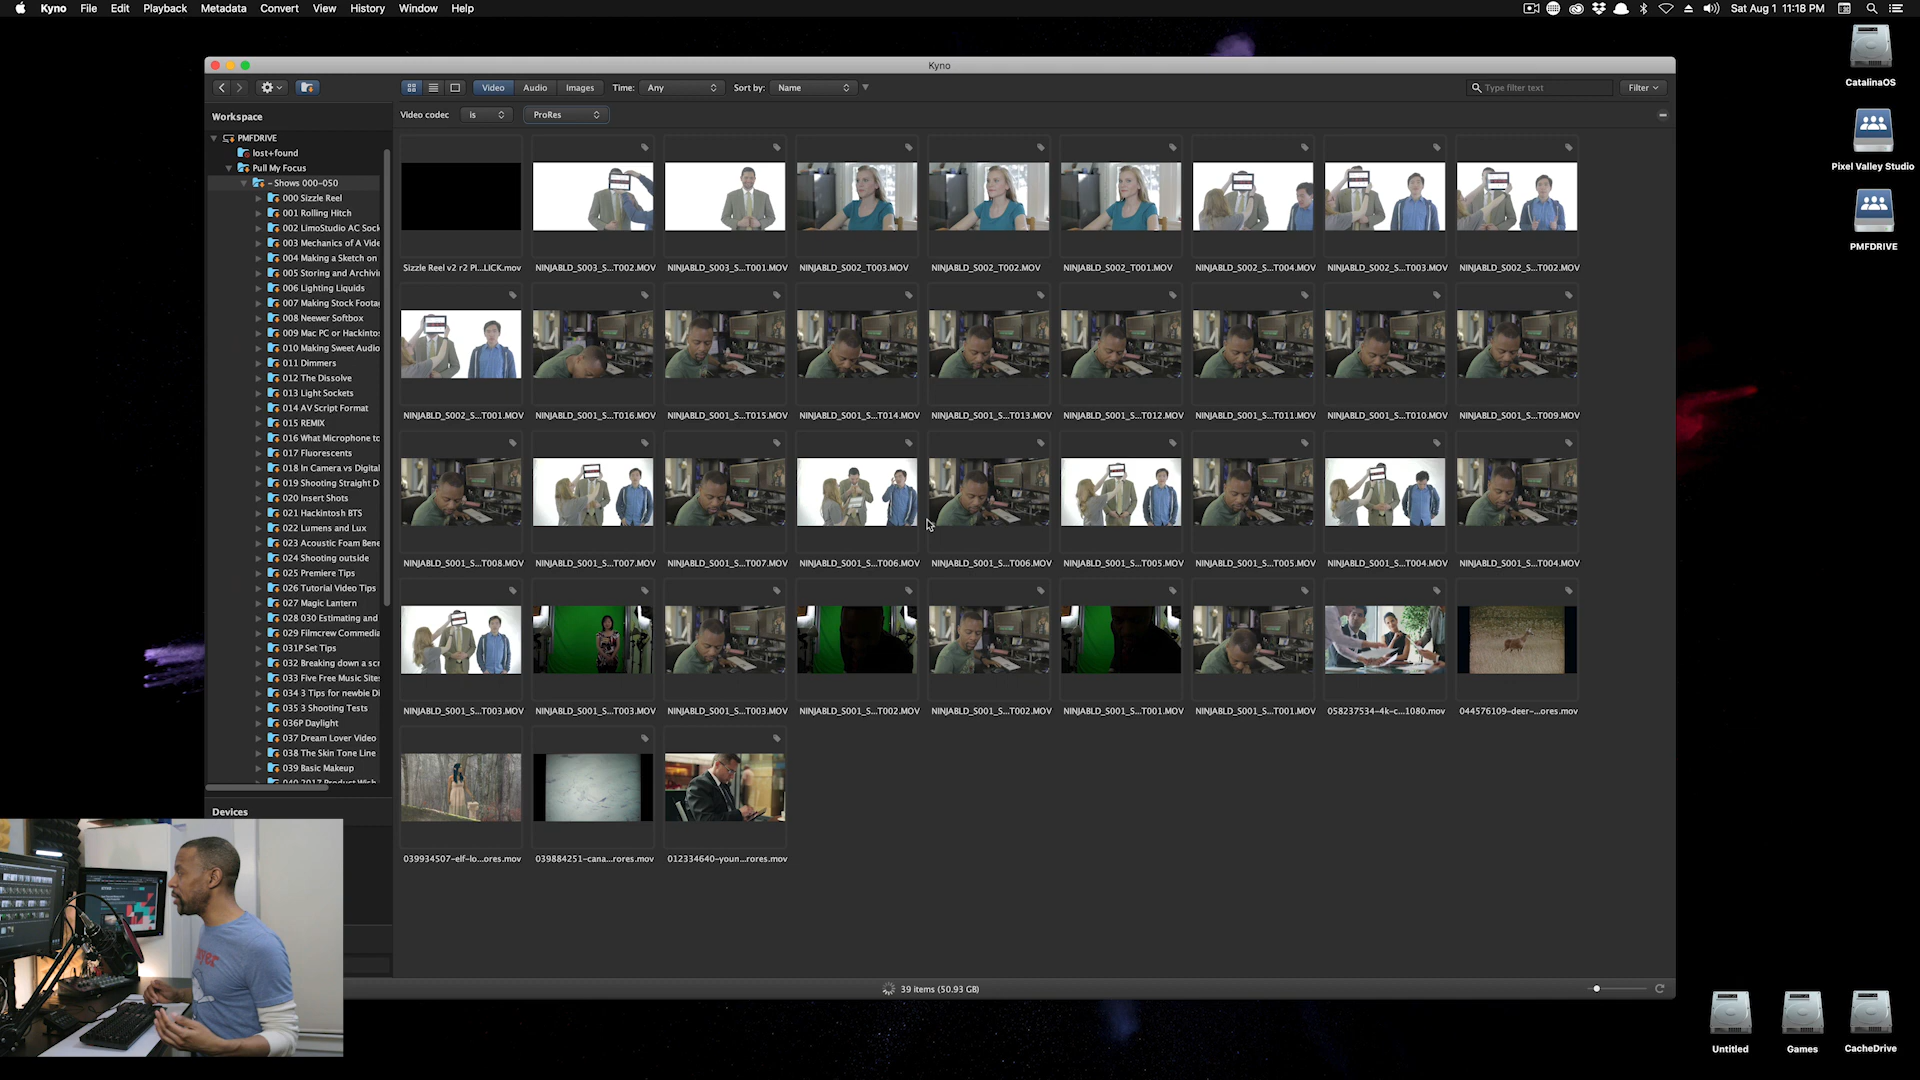 Kyno File Edit Playback Metadata Convert View History Window Help
Sat Aug 1 11:18 PM
Kyno
Video Audio Images Time: Any Sort by: Name
Type filter text
Filter
Video codec is ProRes
Workspace
PMFDRIVE
lost+found
Pull My Focus
- Shows 000-050
000 Sizzle Reel
001 Rolling Hitch
002 LimoStudio AC Sock
003 Mechanics of A Vide
004 Making a Sketch on
005 Storing and Archivin
006 Lighting Liquids
007 Making Stock Footag
008 Neewer Softbox
009 Mac PC or Hackintos
010 Making Sweet Audio
011 Dimmers
012 The Dissolve
013 Light Sockets
014 AV Script Format
015 REMIX
016 What Microphone to
017 Fluorescents
018 In Camera vs Digital
019 Shooting Straight D
020 Insert Shots
021 Hackintosh BTS
022 Lumens and Lux
023 Acoustic Foam Bene
024 Shooting outside
025 Premiere Tips
026 Tutorial Video Tips
027 Magic Lantern
028 030 Estimating and
029 Filmcrew Commedia
031P Set Tips
032 Breaking down a scr
033 Five Free Music Sites
034 3 Tips for newbie Di
035 3 Shooting Tests
036P Daylight
037 Dream Lover Video
038 The Skin Tone Line
039 Basic Makeup
040 2017 Product Wish
Devices
Sizzle Reel v2 r2 Pl...LICK.mov NINJABLD_S003_S...T002.MOV NINJABLD_S003_S...T001.MOV NINJABLD_S002_T003.MOV NINJABLD_S002_T002.MOV NINJABLD_S002_T001.MOV NINJABLD_S002_S...T004.MOV NINJABLD_S002_S...T003.MOV NINJABLD_S002_S...T002.MOV
NINJABLD_S002_S...T001.MOV NINJABLD_S001_S...T016.MOV NINJABLD_S001_S...T015.MOV NINJABLD_S001_S...T014.MOV NINJABLD_S001_S...T013.MOV NINJABLD_S001_S...T012.MOV NINJABLD_S001_S...T011.MOV NINJABLD_S001_S...T010.MOV NINJABLD_S001_S...T009.MOV
NINJABLD_S001_S...T008.MOV NINJABLD_S001_S...T007.MOV NINJABLD_S001_S...T007.MOV NINJABLD_S001_S...T006.MOV NINJABLD_S001_S...T006.MOV NINJABLD_S001_S...T005.MOV NINJABLD_S001_S...T005.MOV NINJABLD_S001_S...T004.MOV NINJABLD_S001_S...T004.MOV
NINJABLD_S001_S...T003.MOV NINJABLD_S001_S...T003.MOV NINJABLD_S001_S...T003.MOV NINJABLD_S001_S...T002.MOV NINJABLD_S001_S...T002.MOV NINJABLD_S001_S...T001.MOV NINJABLD_S001_S...T001.MOV 058237534-4k-c...1080.mov 044576109-deer-...ores.mov
039934507-elf-lo...ores.mov 039884251-cana...rores.mov 012334640-youn...rores.mov
39 items (50.93 GB)
CatalinaOS
Pixel Valley Studio
PMFDRIVE
Untitled Games CacheDrive